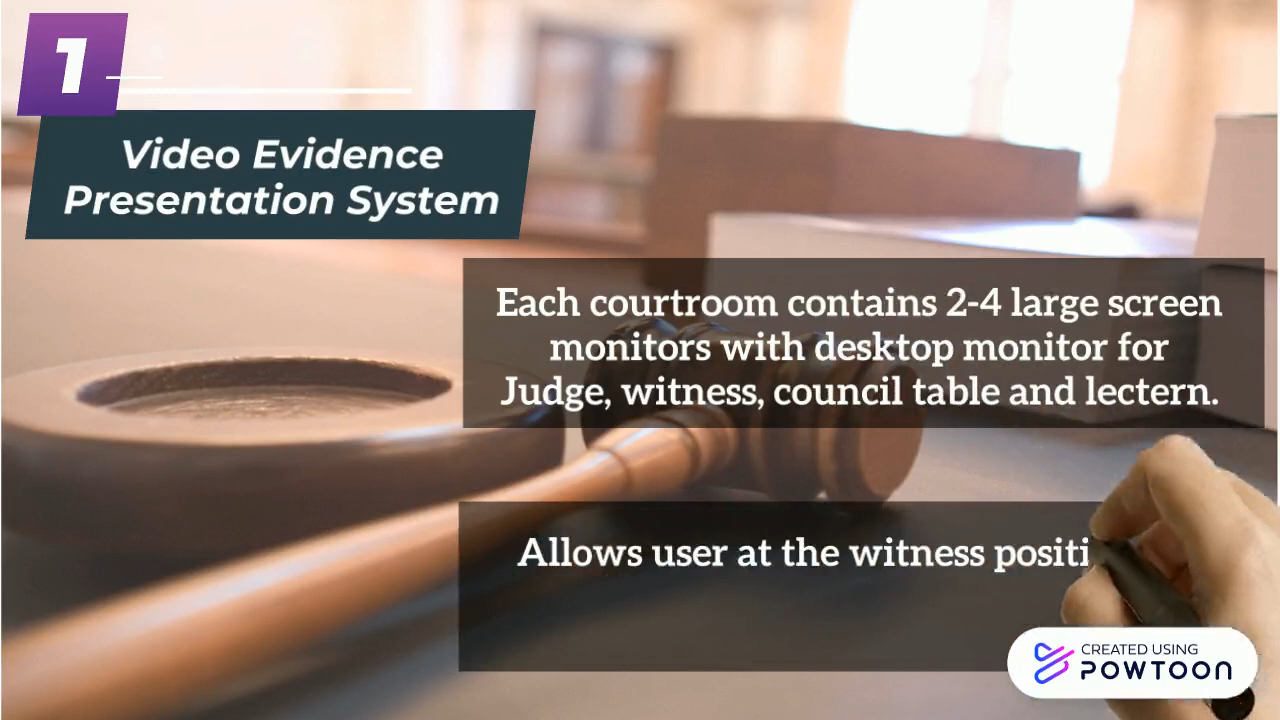 1
Video Evidence
Presentation System
Each courtroom contains 2-4 large screen
monitors with desktop monitor for
Judge, witness, council table and lectern.
Allows user at the witness positi
CREATED USING
POWTOON